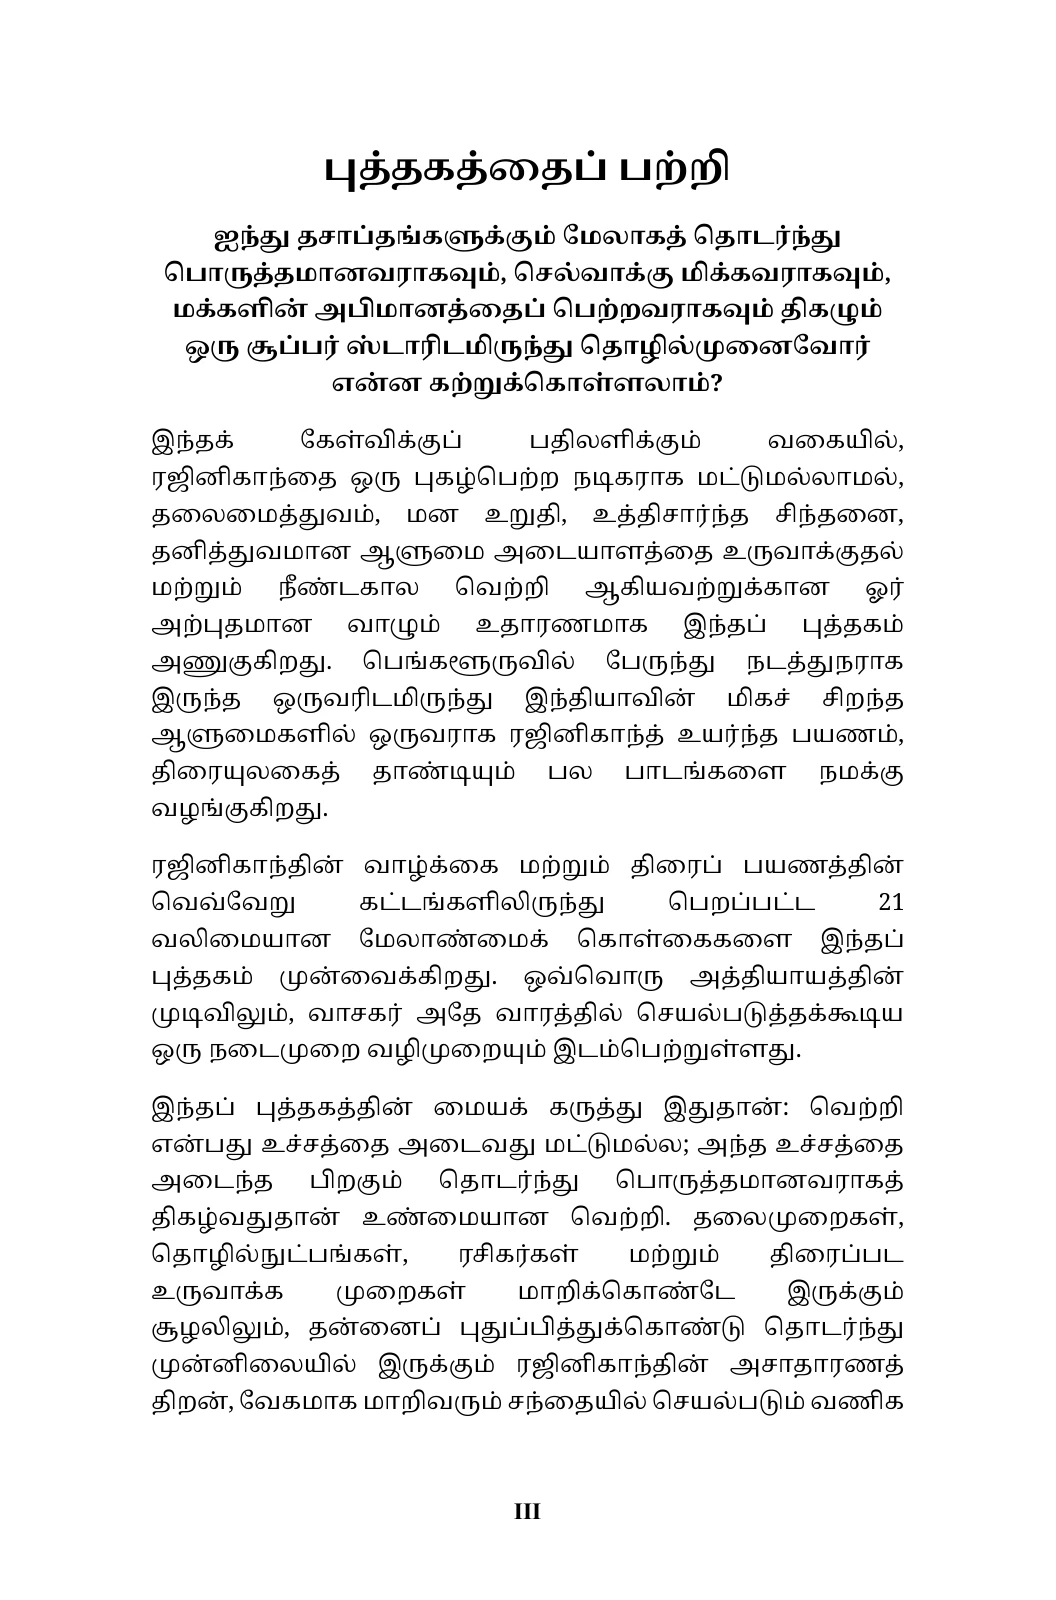 புத்தகத்தைப் பற்றி
ஐந்து தசாப்தங்களுக்கும் மேலாகத் தொடர்ந்து
பொருத்தமானவராகவும், செல்வாக்கு மிக்கவராகவும்,
மக்களின் அபிமானத்தைப் பெற்றவராகவும் திகழும்
ஒரு சூப்பர் ஸ்டாரிடமிருந்து தொழில்முனைவோர்
என்ன கற்றுக்கொள்ளலாம்?
இந்தக் கேள்விக்குப் பதிலளிக்கும் வகையில்,
ரஜினிகாந்தை ஒரு புகழ்பெற்ற நடிகராக மட்டுமல்லாமல்,
தலைமைத்துவம், மன உறுதி, உத்திசார்ந்த சிந்தனை,
தனித்துவமான ஆளுமை அடையாளத்தை உருவாக்குதல்
மற்றும் நீண்டகால வெற்றி ஆகியவற்றுக்கான ஓர்
அற்புதமான வாழும் உதாரணமாக இந்தப் புத்தகம்
அணுகுகிறது. பெங்களூருவில் பேருந்து நடத்துநராக
இருந்த ஒருவரிடமிருந்து இந்தியாவின் மிகச் சிறந்த
ஆளுமைகளில் ஒருவராக ரஜினிகாந்த் உயர்ந்த பயணம்,
திரையுலகைத் தாண்டியும் பல பாடங்களை நமக்கு
வழங்குகிறது.
ரஜினிகாந்தின் வாழ்க்கை மற்றும் திரைப் பயணத்தின்
வெவ்வேறு கட்டங்களிலிருந்து பெறப்பட்ட 21
வலிமையான மேலாண்மைக் கொள்கைகளை இந்தப்
புத்தகம் முன்வைக்கிறது. ஒவ்வொரு அத்தியாயத்தின்
முடிவிலும், வாசகர் அதே வாரத்தில் செயல்படுத்தக்கூடிய
ஒரு நடைமுறை வழிமுறையும் இடம்பெற்றுள்ளது.
இந்தப் புத்தகத்தின் மையக் கருத்து இதுதான்: வெற்றி
என்பது உச்சத்தை அடைவது மட்டுமல்ல; அந்த உச்சத்தை
அடைந்த பிறகும் தொடர்ந்து பொருத்தமானவராகத்
திகழ்வதுதான் உண்மையான வெற்றி. தலைமுறைகள்,
தொழில்நுட்பங்கள், ரசிகர்கள் மற்றும் திரைப்பட
உருவாக்க முறைகள் மாறிக்கொண்டே இருக்கும்
சூழலிலும், தன்னைப் புதுப்பித்துக்கொண்டு தொடர்ந்து
முன்னிலையில் இருக்கும் ரஜினிகாந்தின் அசாதாரணத்
திறன், வேகமாக மாறிவரும் சந்தையில் செயல்படும் வணிக
III